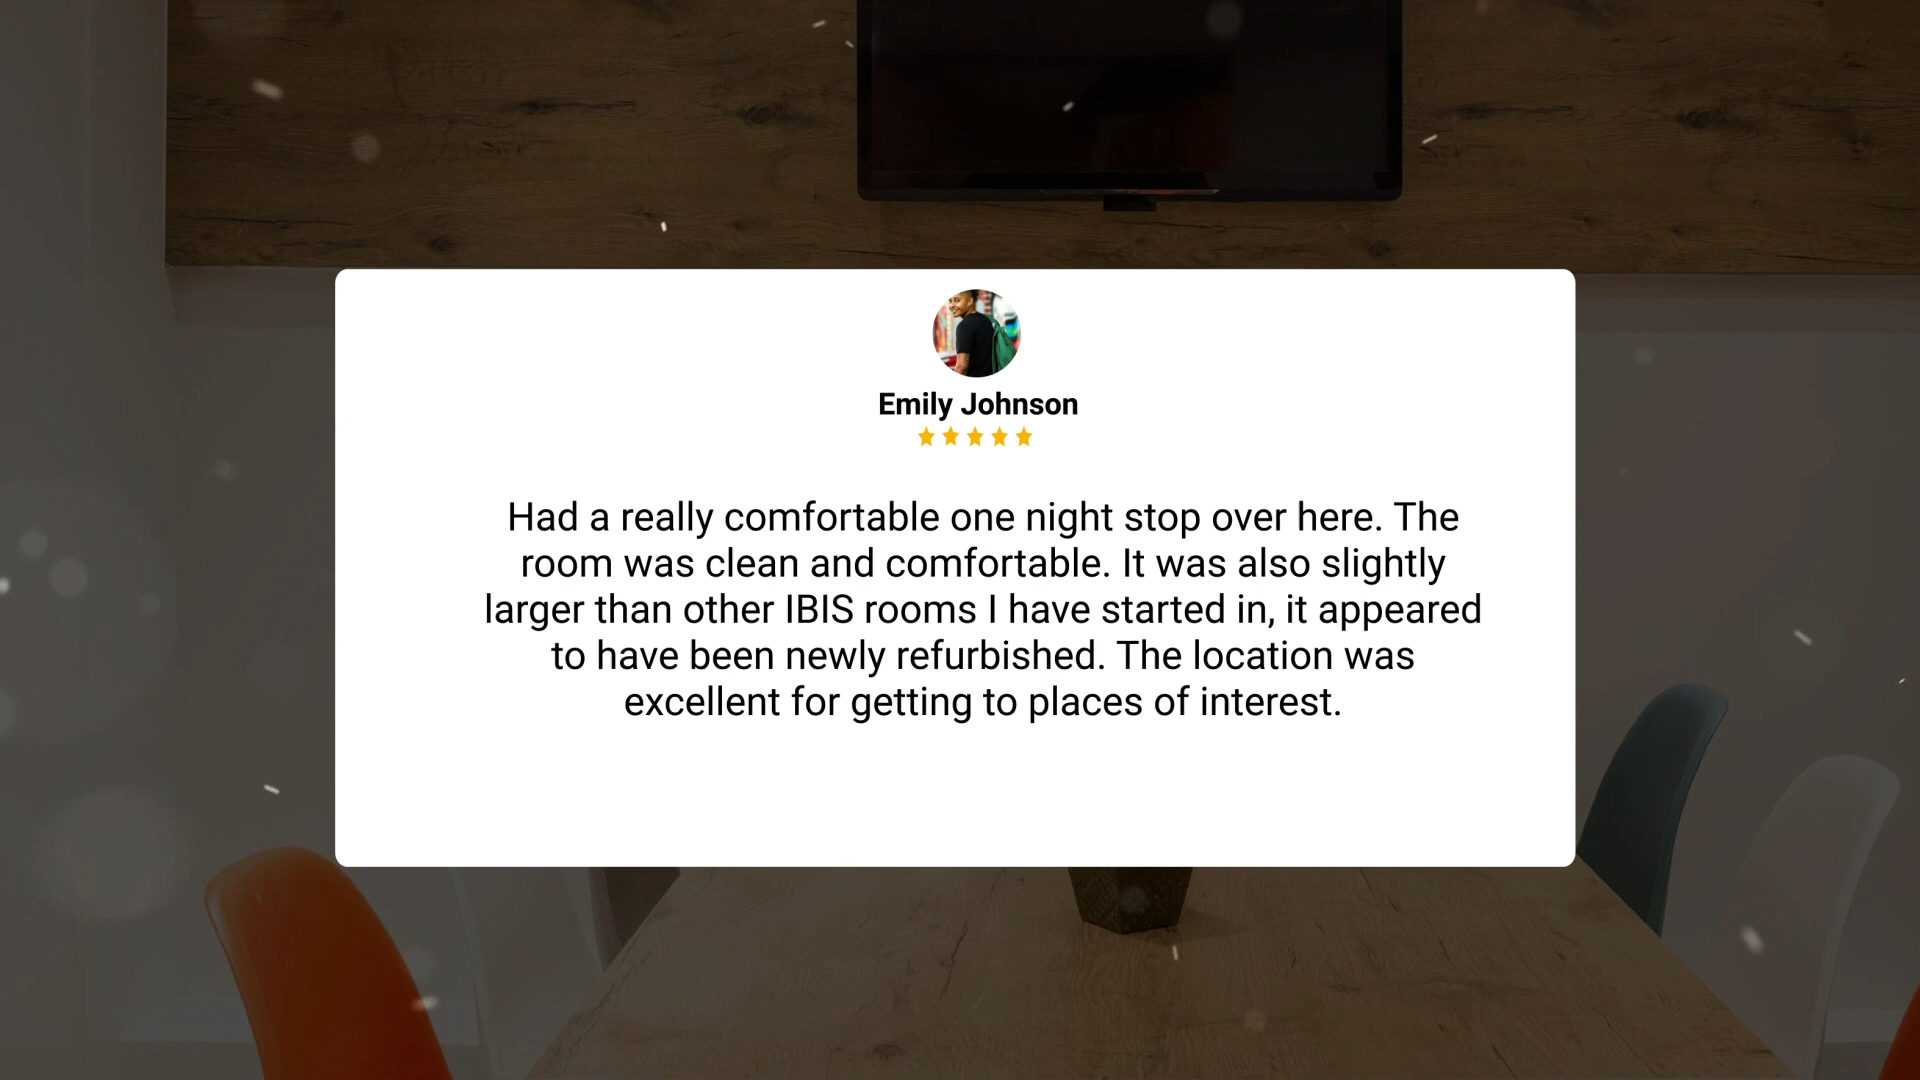 Emily Johnson
Had a really comfortable one night stop over here. The
room was clean and comfortable. It was also slightly
larger than other IBIS rooms I have started in, it appeared
to have been newly refurbished. The location was
excellent for getting to places of interest.